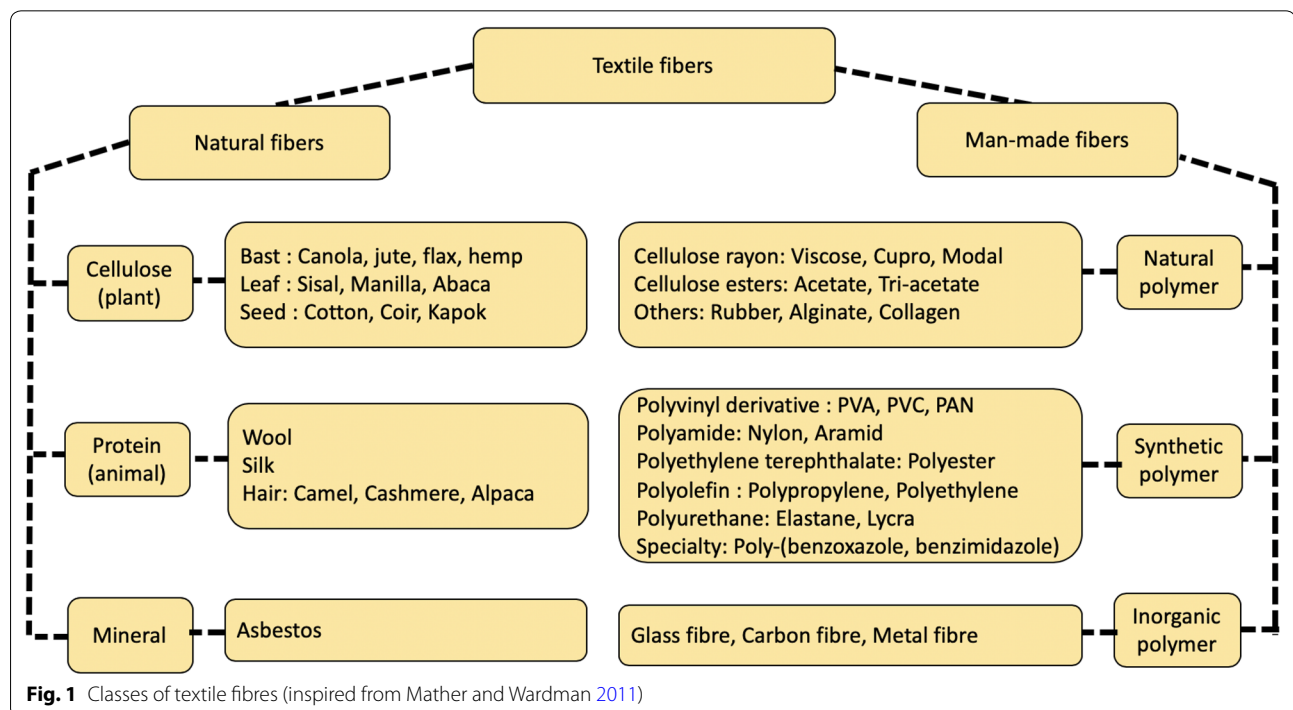 Textile fibers
Natural fibers
Man-made fibers
Cellulose
(plant)
Bast : Canola, jute, flax, hemp
Leaf : Sisal, Manilla, Abaca
Seed : Cotton, Coir, Kapok
Cellulose rayon: Viscose, Cupro, Modal
Cellulose esters: Acetate, Tri-acetate
Others: Rubber, Alginate, Collagen
Natural
polymer
Protein
(animal)
Wool
Silk
Hair: Camel, Cashmere, Alpaca
Polyvinyl derivative : PVA, PVC, PAN
Polyamide: Nylon, Aramid
Polyethylene terephthalate: Polyester
Polyolefin : Polypropylene, Polyethylene
Polyurethane: Elastane, Lycra
Specialty: Poly-(benzoxazole, benzimidazole)
Synthetic
polymer
Mineral
Asbestos
Glass fibre, Carbon fibre, Metal fibre
Inorganic
polymer
Fig. 1 Classes of textile fibres (inspired from Mather and Wardman 2011)